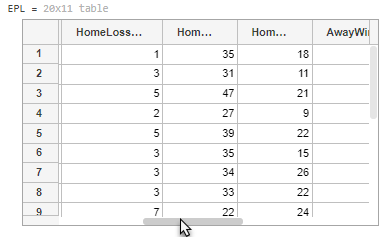 EPL = 20x11 table
HomeLoss... Hom... Hom... AwayWi
1 1 35 18
2 3 31 11
3 5 47 21
4 2 27 9
5 5 39 22
6 3 35 15
7 3 34 26
8 3 33 22
9 7 22 24